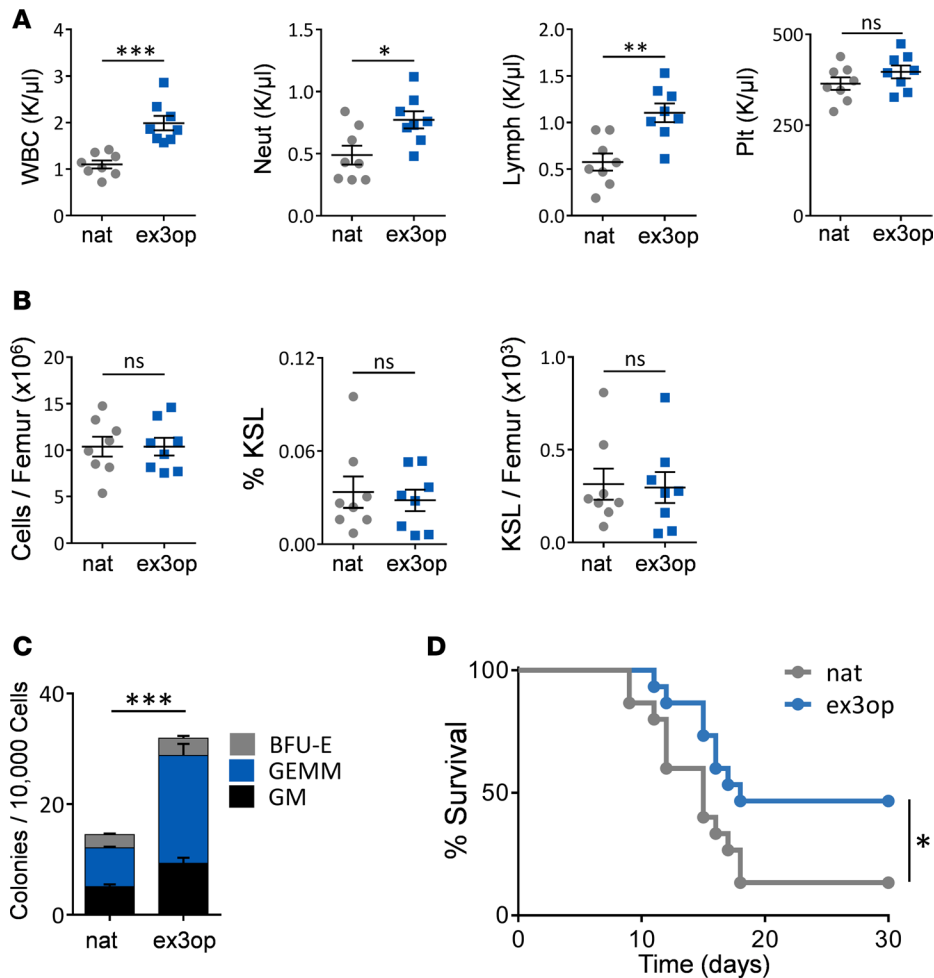 A
WBC (K/µl)
4
3
2
1
0
***
nat
ex3op
Neut (K/µl)
1.5
1.0
0.5
0.0
*
nat
ex3op
Lymph (K/µl)
2.0
1.5
1.0
0.5
0.0
**
nat
ex3op
Plt (K/µl)
500
250
0
ns
nat
ex3op
B
Cells / Femur (x10⁶)
20
15
10
5
0
ns
nat
ex3op
% KSL
0.12
0.06
0.00
ns
nat
ex3op
KSL / Femur (x10³)
1.0
0.5
0.0
ns
nat
ex3op
C
Colonies / 10,000 Cells
40
20
0
***
nat
ex3op
BFU-E
GEMM
GM
D
% Survival
100
50
0
nat
ex3op
*
0
10
20
30
Time (days)